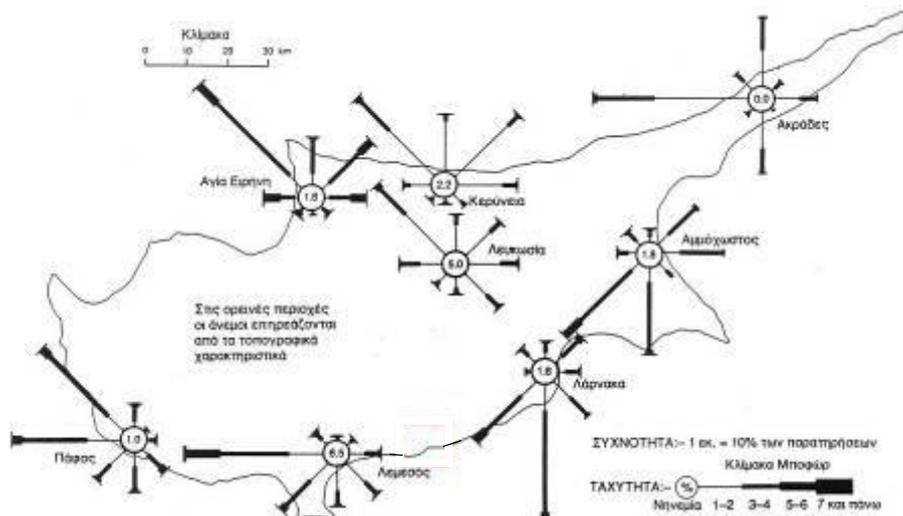 Κλίμακα
0 10 20 30 km
0.0
Ακράδες
Αγία Ειρήνη
1.8
2.2
Κερύνεια
Λευκωσία
5.0
Αμμόχωστος
1.8
Στις ορεινές περιοχές
οι άνεμοι επηρεάζονται
από τα τοπογραφικά
χαρακτηριστικά
1.8
Λάρνακα
1.0
Πάφος
6.5
Λεμεσός
ΣΥΧΝΟΤΗΤΑ:– 1 εκ. = 10% των παρατηρήσεων
Κλίμακα Μποφώρ
ΤΑΧΥΤΗΤΑ:– %
Νηνεμία 1–2 3–4 5–6 7 και πάνω